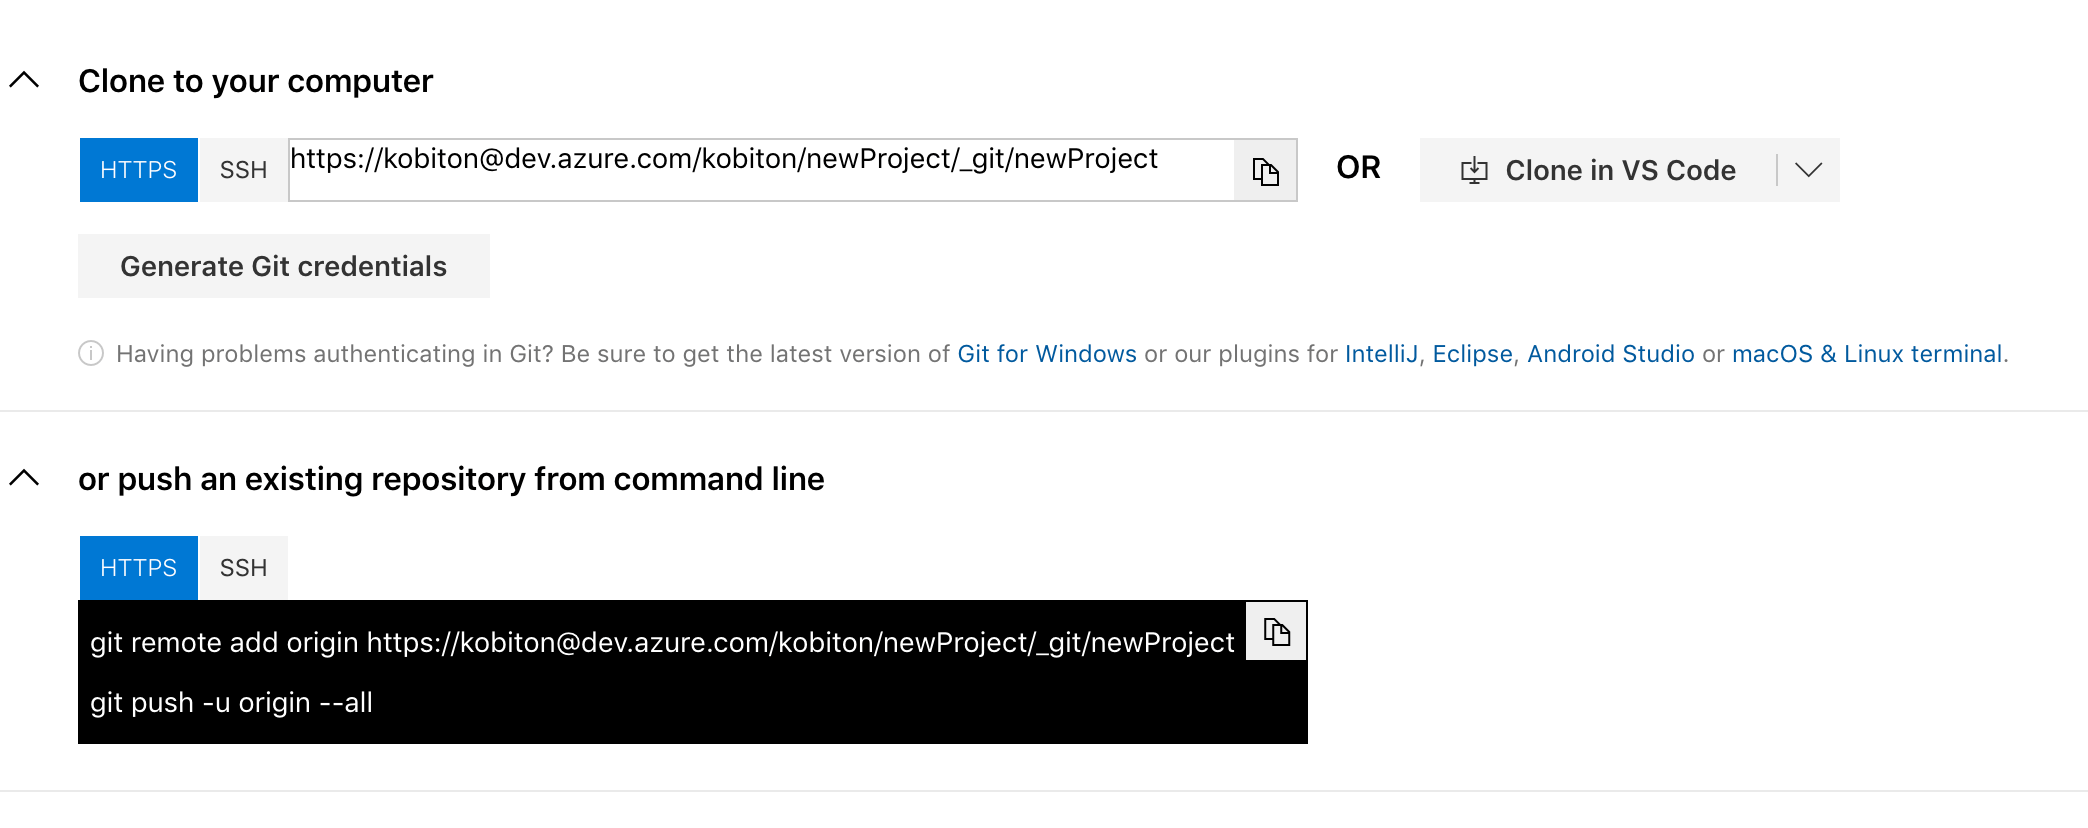 Clone to your computer
HTTPS SSH https://kobiton@dev.azure.com/kobiton/newProject/_git/newProject OR Clone in VS Code
Generate Git credentials
Having problems authenticating in Git? Be sure to get the latest version of Git for Windows or our plugins for IntelliJ, Eclipse, Android Studio or macOS & Linux terminal.
or push an existing repository from command line
HTTPS SSH
git remote add origin https://kobiton@dev.azure.com/kobiton/newProject/_git/newProject
git push -u origin --all